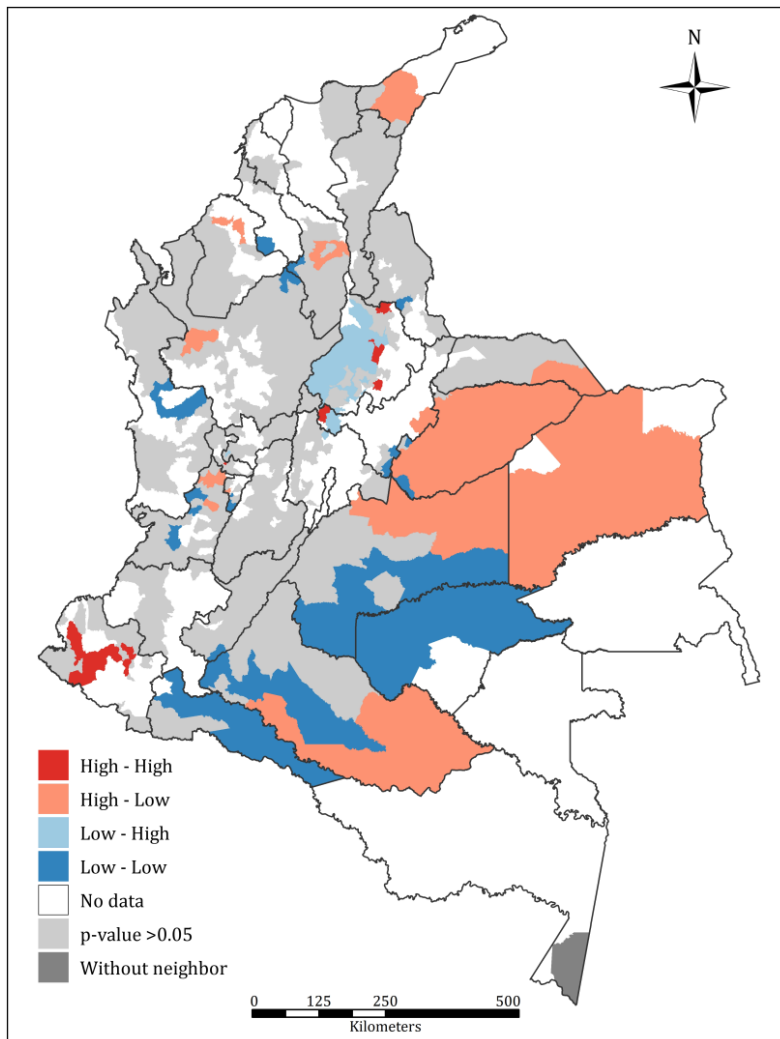 N
High - High
High - Low
Low - High
Low - Low
No data
p-value >0.05
Without neighbor
0 125 250 500
Kilometers